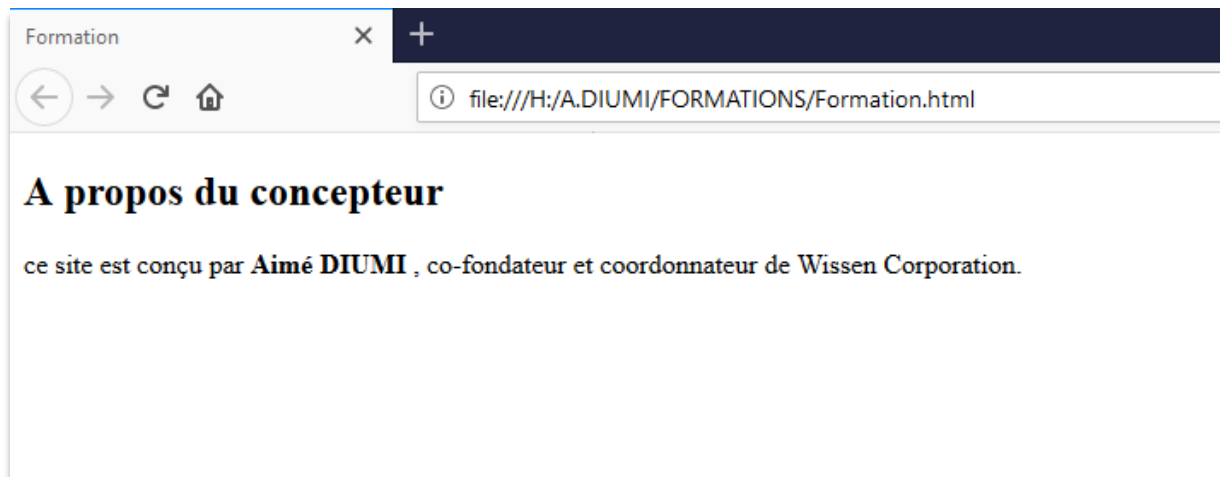 Formation
file:///H:/A.DIUMI/FORMATIONS/Formation.html
A propos du concepteur
ce site est conçu par Aimé DIUMI , co-fondateur et coordonnateur de Wissen Corporation.